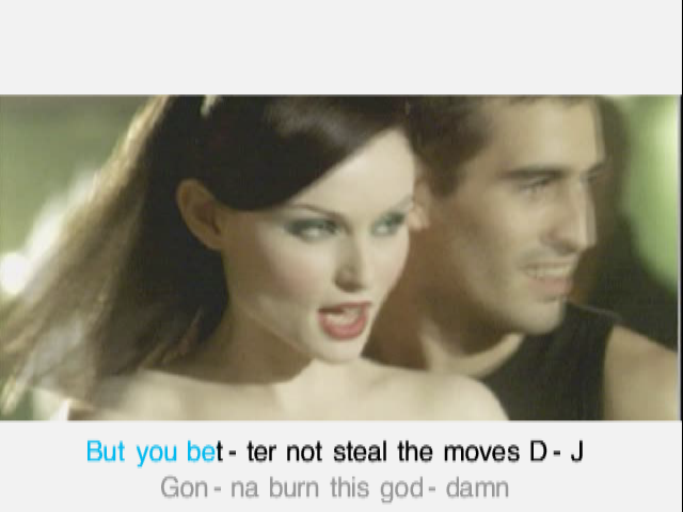 But you bet - ter not steal the moves D - J
Gon - na burn this god - damn